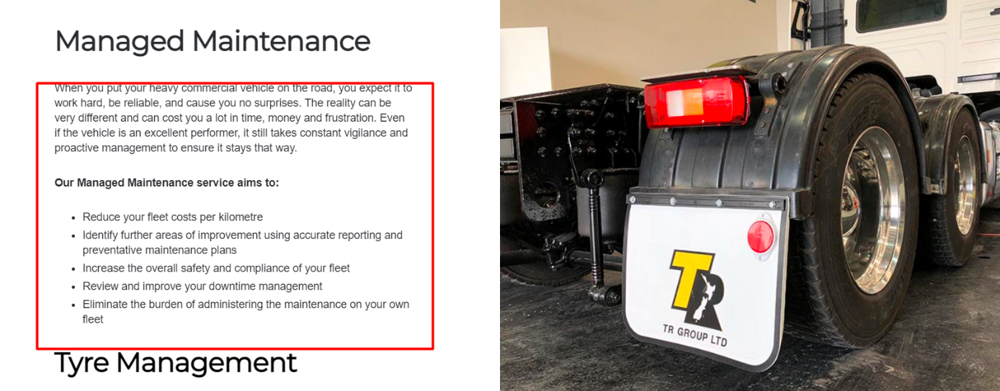 Managed Maintenance
When you put your heavy commercial vehicle on the road, you expect it to
work hard, be reliable, and cause you no surprises. The reality can be
very different and can cost you a lot in time, money and frustration. Even
if the vehicle is an excellent performer, it still takes constant vigilance and
proactive management to ensure it stays that way.
Our Managed Maintenance service aims to:
• Reduce your fleet costs per kilometre
• Identify further areas of improvement using accurate reporting and
preventative maintenance plans
• Increase the overall safety and compliance of your fleet
• Review and improve your downtime management
• Eliminate the burden of administering the maintenance on your own
fleet
Tyre Management
TR
TR GROUP LTD